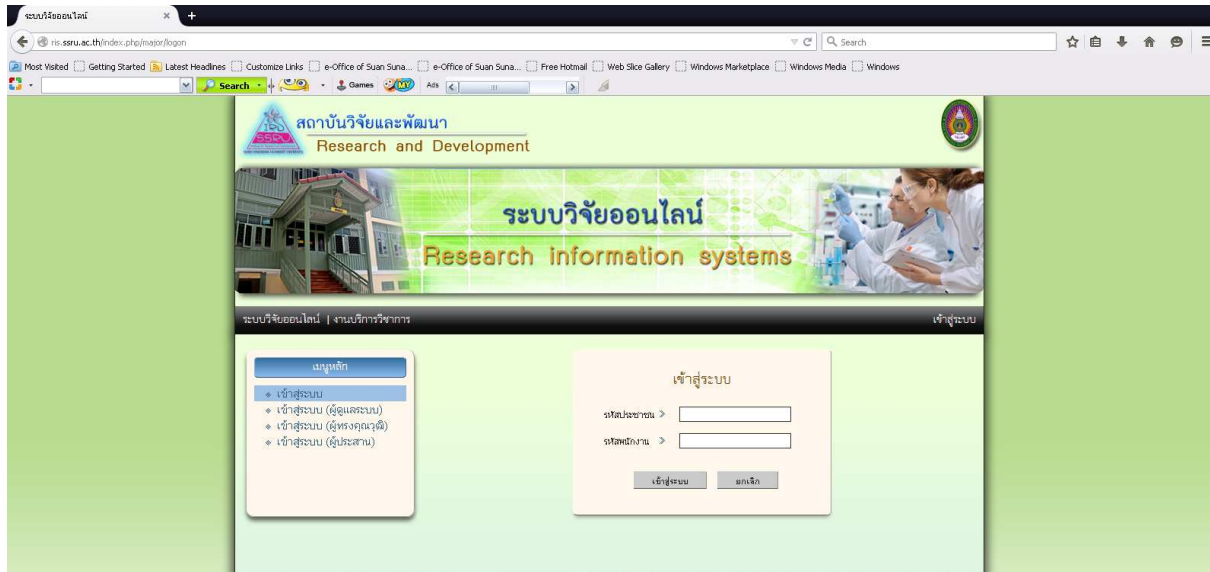 ระบบวิจัยออนไลน์ × +
ris.ssru.ac.th/index.php/major/logon Search
Most Visited Getting Started Latest Headlines Customize Links e-Office of Suan Suna... e-Office of Suan Suna... Free Hotmail Web Slice Gallery Windows Marketplace Windows Media Windows
Search Games MY Ads
สถาบันวิจัยและพัฒนา
Research and Development
SSRU
ระบบวิจัยออนไลน์
Research information systems
ระบบวิจัยออนไลน์ | งานบริการวิชาการ เข้าสู่ระบบ
เมนูหลัก
เข้าสู่ระบบ
เข้าสู่ระบบ (ผู้ดูแลระบบ)
เข้าสู่ระบบ (ผู้ทรงคุณวุฒิ)
เข้าสู่ระบบ (ผู้ประสาน)
เข้าสู่ระบบ
รหัสประชาชน
รหัสพนักงาน
เข้าสู่ระบบ ยกเลิก